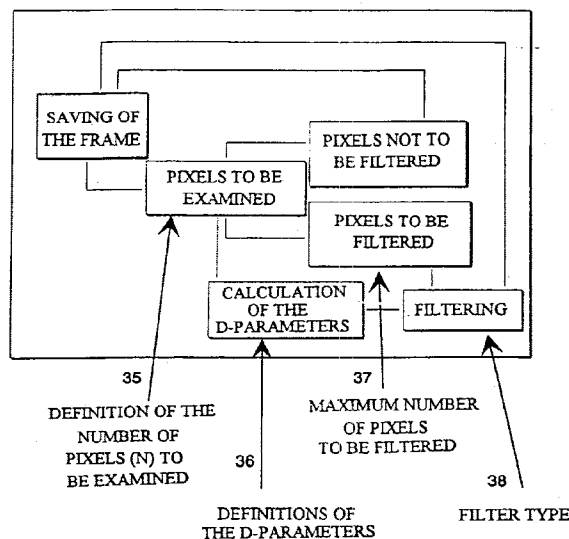 SAVING OF
THE FRAME
PIXELS NOT TO
BE FILTERED
PIXELS TO BE
EXAMINED
PIXELS TO BE
FILTERED
CALCULATION
OF THE
D-PARAMETERS
FILTERING
35
DEFINITION OF THE
NUMBER OF
PIXELS (N) TO
BE EXAMINED
36
DEFINITIONS OF
THE D-PARAMETERS
37
MAXIMUM NUMBER
OF PIXELS
TO BE FILTERED
38
FILTER TYPE